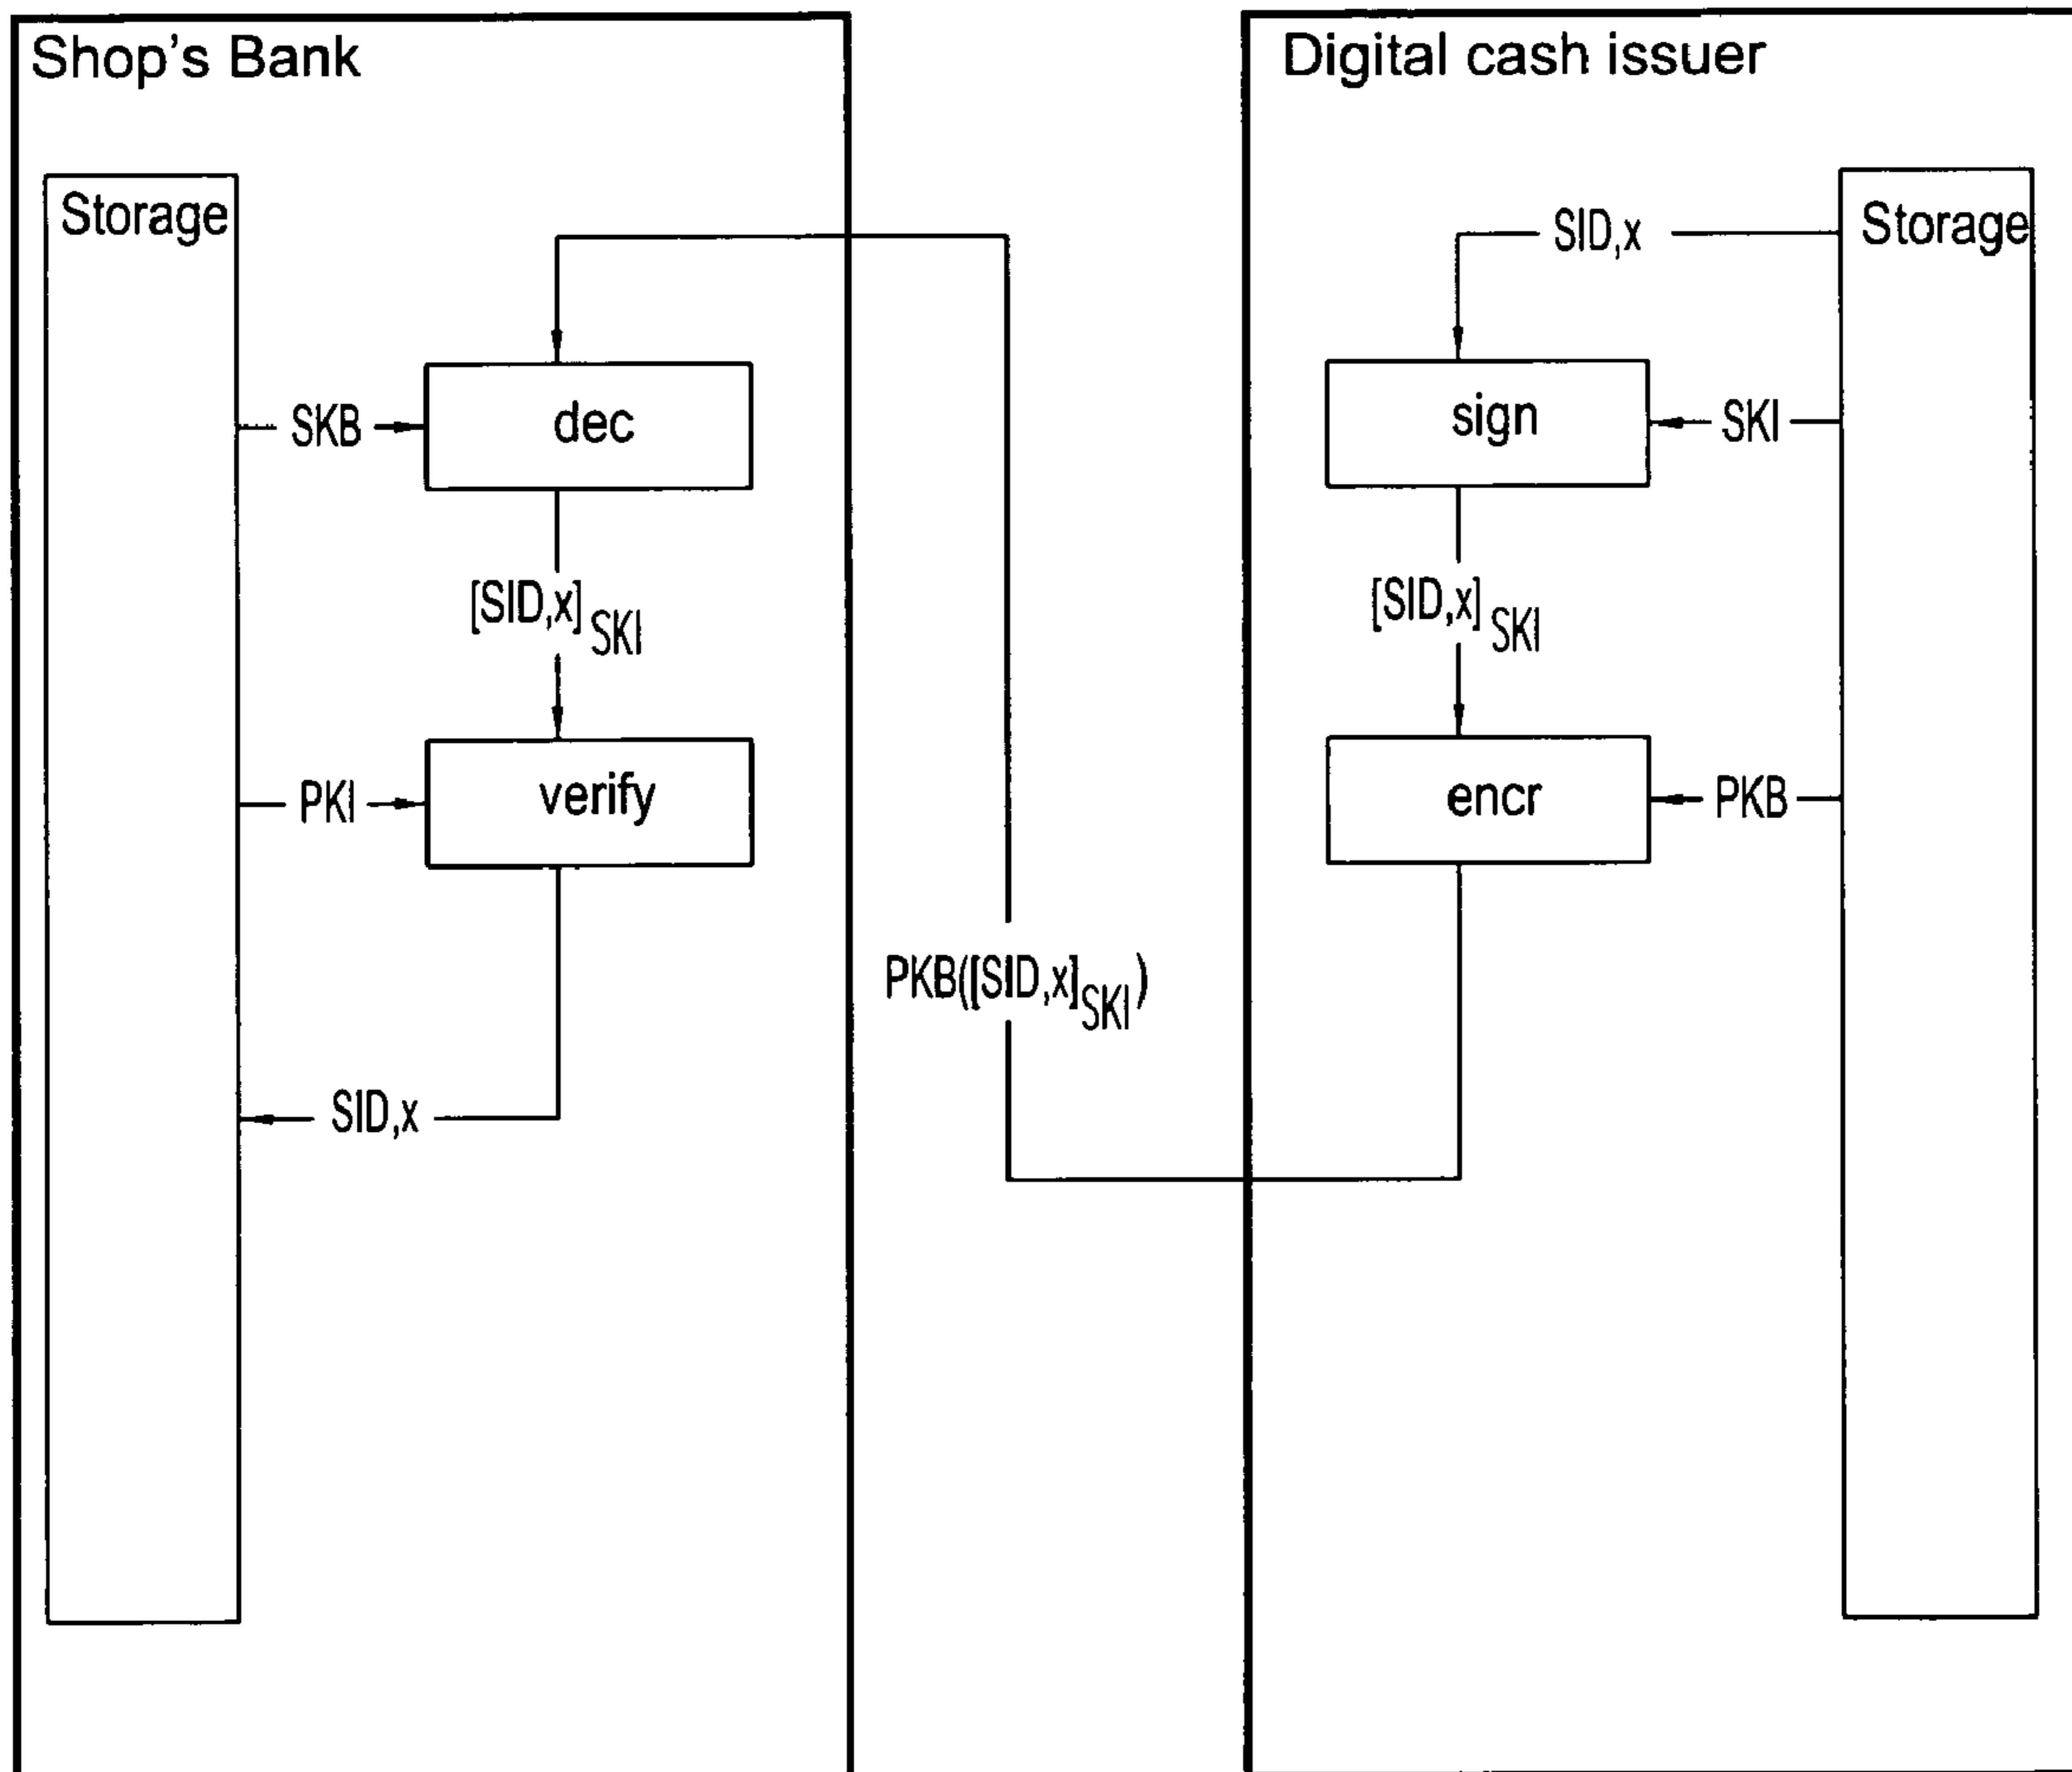 Shop's Bank
Storage
SKB
dec
[SID,x]SKI
PKI
verify
SID,x
PKB([SID,x]SKI)
Digital cash issuer
Storage
SID,x
sign
SKI
[SID,x]SKI
encr
PKB